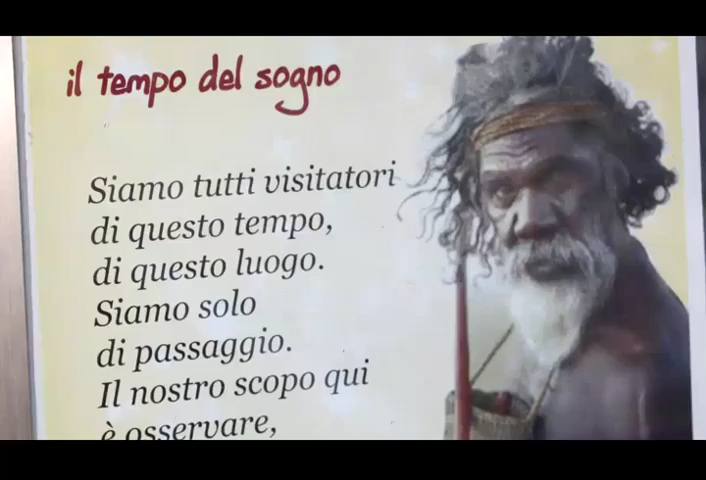 il tempo del sogno
Siamo tutti visitatori
di questo tempo,
di questo luogo.
Siamo solo
di passaggio.
Il nostro scopo qui
è osservare,